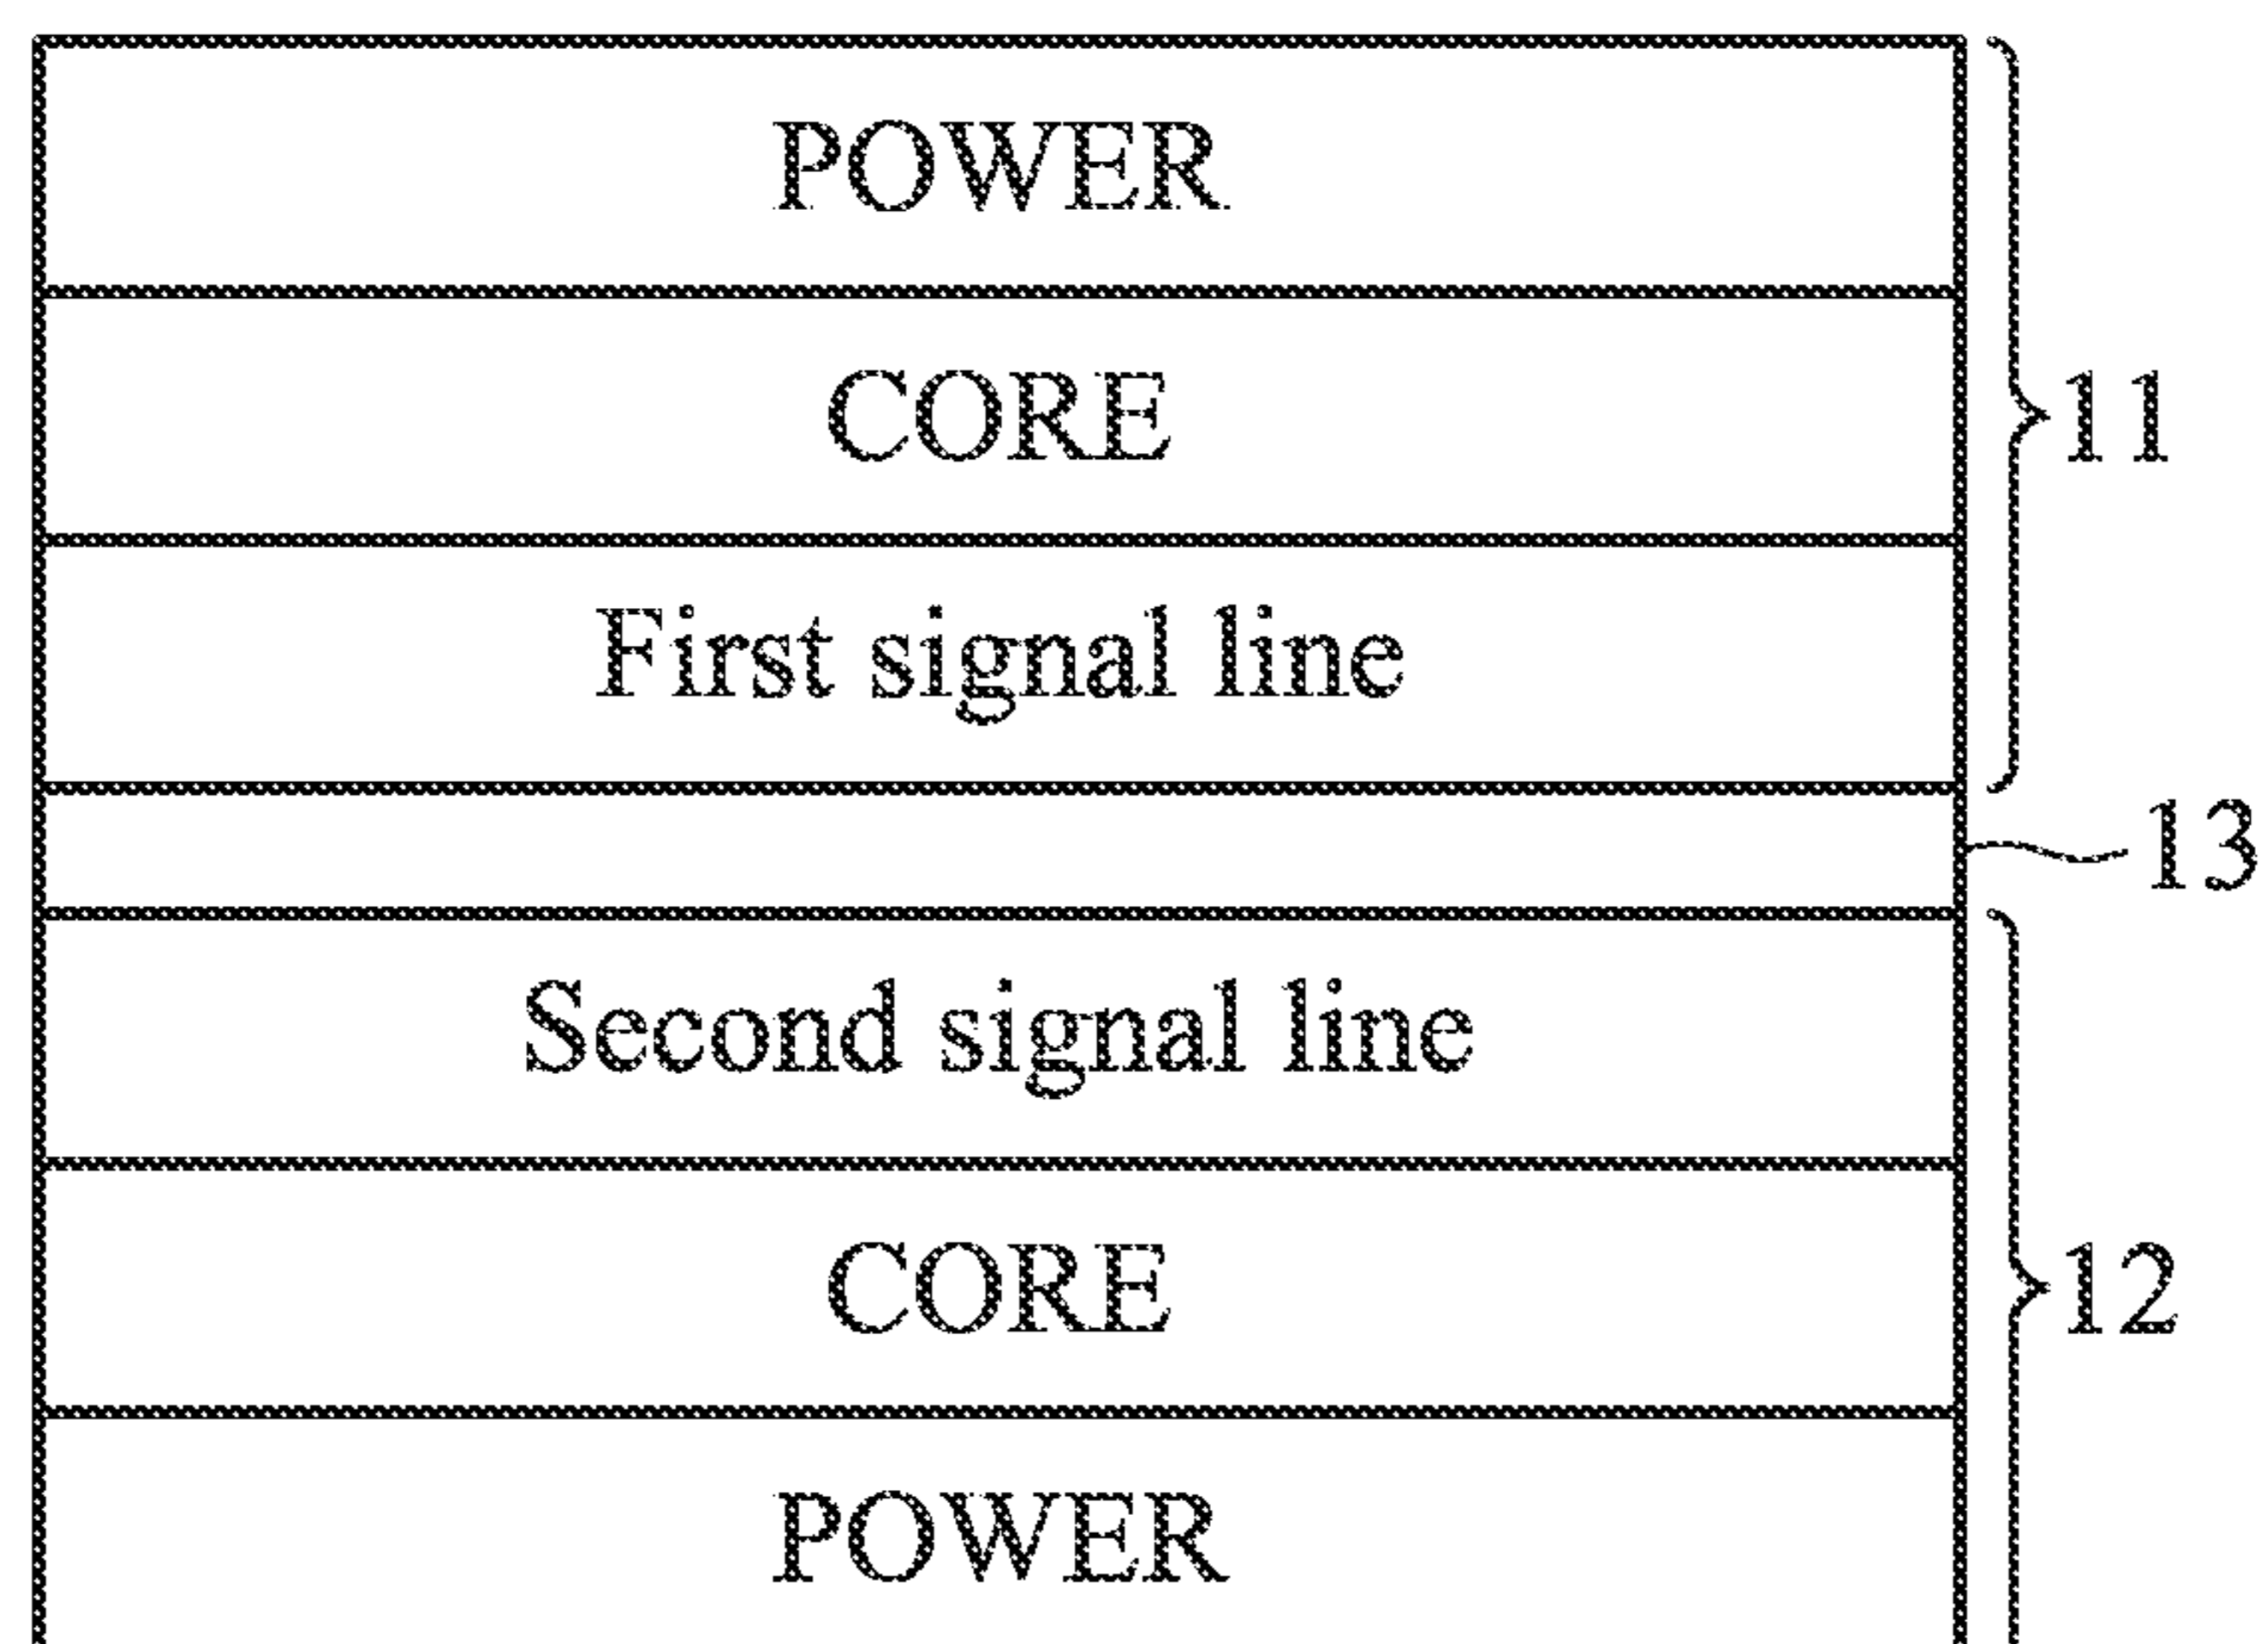 POWER
CORE
11
First signal line
13
Second signal line
CORE
12
POWER